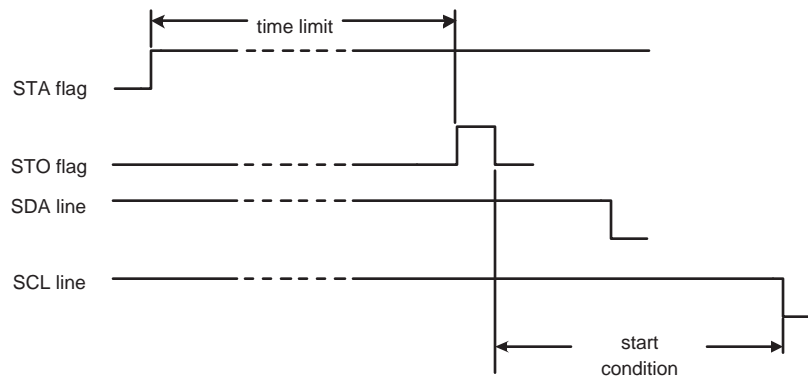 time limit
STA flag
STO flag
SDA line
SCL line
start
condition